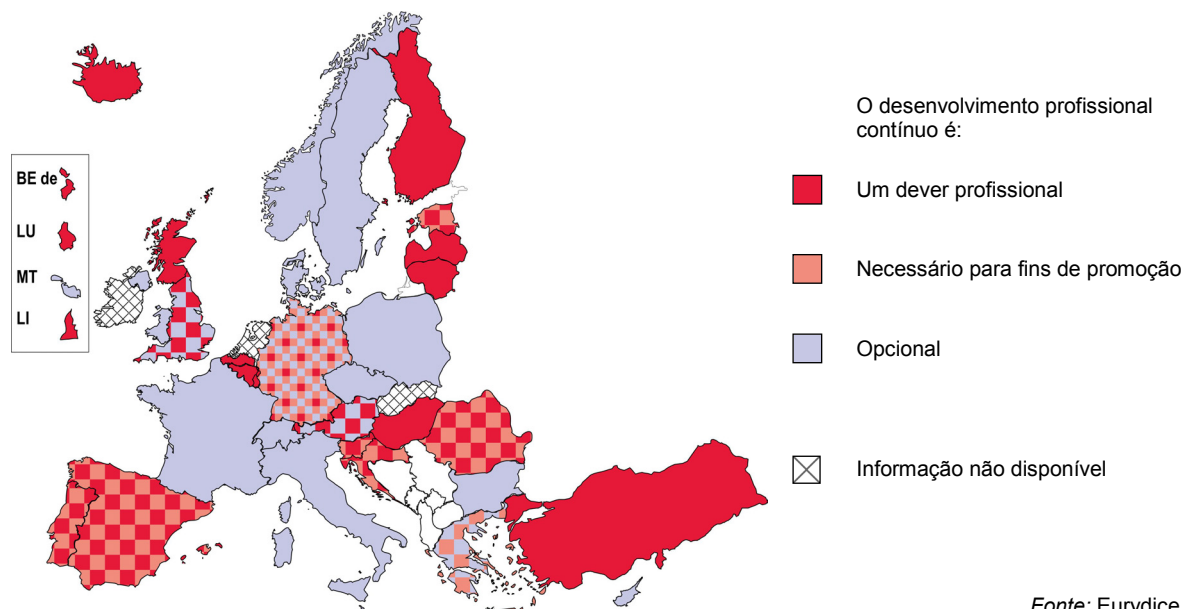 BE de
LU
MT
LI
O desenvolvimento profissional
contínuo é:
Um dever profissional
Necessário para fins de promoção
Opcional
Informação não disponível
Fonte: Eurydice